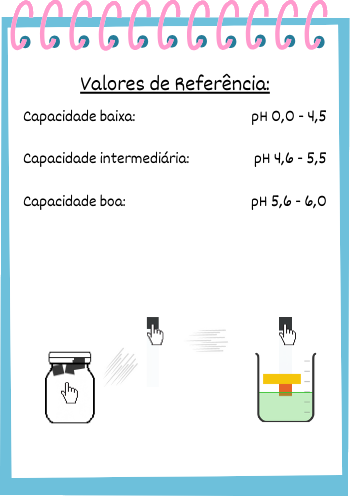 Valores de Referência:
Capacidade baixa: pH 0,0 - 4,5
Capacidade intermediária: pH 4,6 - 5,5
Capacidade boa: pH 5,6 - 6,0